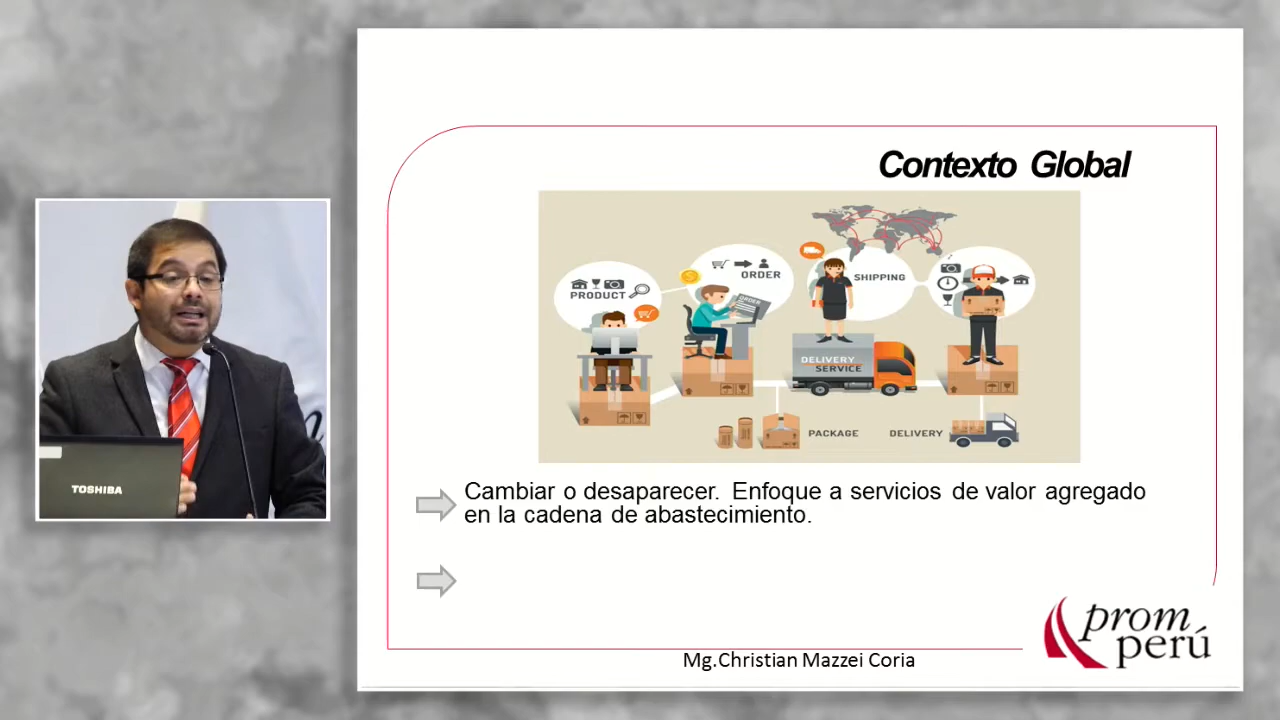 Contexto Global
PRODUCT
ORDER
ORDER
SHIPPING
DELIVERY
SERVICE
PACKAGE
DELIVERY
TOSHIBA
Cambiar o desaparecer. Enfoque a servicios de valor agregado
en la cadena de abastecimiento.
prom
perú
Mg.Christian Mazzei Coria